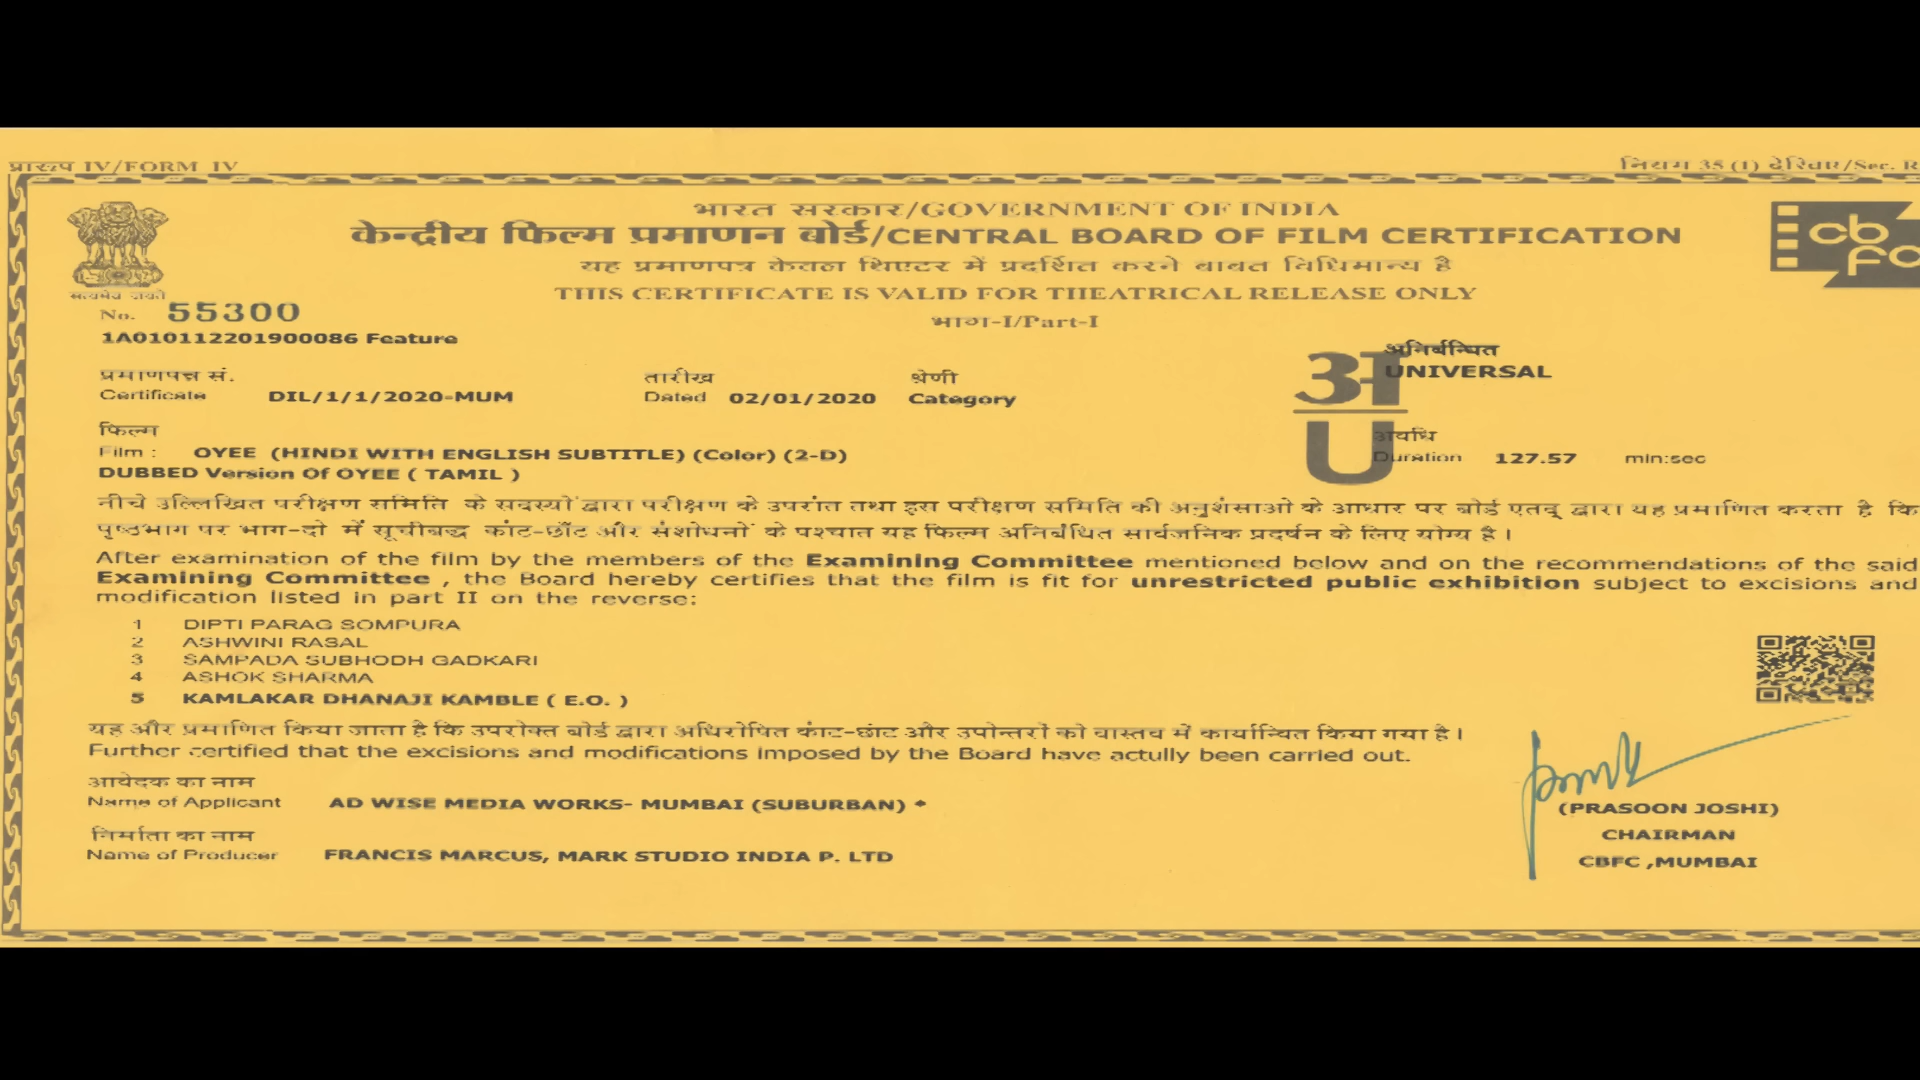 प्रारूप IV/FORM IV
नियम 35 (1) देखिए/Sec. R
भारत सरकार/GOVERNMENT OF INDIA
केन्द्रीय फिल्म प्रमाणन बोर्ड/CENTRAL BOARD OF FILM CERTIFICATION
cbfc
यह प्रमाणपत्र केवल थिएटर में प्रदर्शित करने बाबत विधिमान्य है
सत्यमेव जयते
THIS CERTIFICATE IS VALID FOR THEATRICAL RELEASE ONLY
No. 55300
भाग-I/Part-I
1A010112201900086 Feature
अ
U
अनिर्बन्धित
UNIVERSAL
प्रमाणपत्र सं.
Certificate DIL/1/1/2020-MUM
तारीख
Dated 02/01/2020
श्रेणी
Category
फिल्म
Film : OYEE (HINDI WITH ENGLISH SUBTITLE) (Color) (2-D)
अवधि
Duration 127.57 min:sec
DUBBED Version Of OYEE ( TAMIL )
नीचे उल्लिखित परीक्षण समिति के सदस्यों द्वारा परीक्षण के उपरांत तथा इस परीक्षण समिति की अनुशंसाओ के आधार पर बोर्ड एतद् द्वारा यह प्रमाणित करता है कि
पृष्ठभाग पर भाग-दो में सूचीबद्ध कांट-छाँट और संशोधनों के पश्चात यह फिल्म अनिर्बंधित सार्वजनिक प्रदर्षन के लिए योग्य है।
After examination of the film by the members of the Examining Committee mentioned below and on the recommendations of the said
Examining Committee , the Board hereby certifies that the film is fit for unrestricted public exhibition subject to excisions and
modification listed in part II on the reverse:
1 DIPTI PARAG SOMPURA
2 ASHWINI RASAL
3 SAMPADA SUBHODH GADKARI
4 ASHOK SHARMA
5 KAMLAKAR DHANAJI KAMBLE ( E.O. )
यह और प्रमाणित किया जाता है कि उपरोक्त बोर्ड द्वारा अधिरोपित कांट-छांट और उपोन्तरों को वास्तव में कार्यान्वित किया गया है।
Further certified that the excisions and modifications imposed by the Board have actully been carried out.
आवेदक का नाम
Name of Applicant AD WISE MEDIA WORKS- MUMBAI (SUBURBAN) *
निर्माता का नाम
Name of Producer FRANCIS MARCUS, MARK STUDIO INDIA P. LTD
(PRASOON JOSHI)
CHAIRMAN
CBFC ,MUMBAI